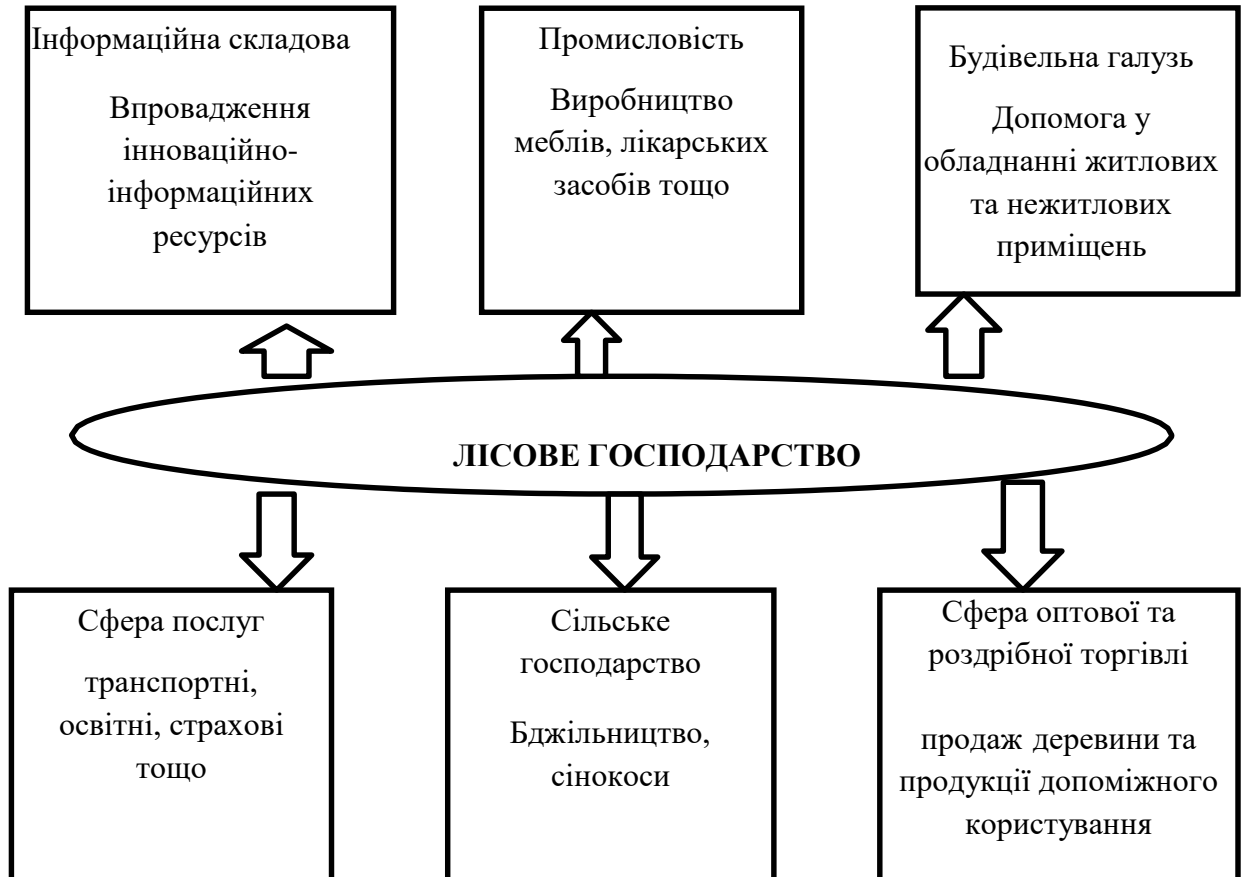 Інформаційна складова
Впровадження
інноваційно-
інформаційних
ресурсів
Промисловість
Виробництво
меблів, лікарських
засобів тощо
Будівельна галузь
Допомога у
обладнанні житлових
та нежитлових
приміщень
ЛІСОВЕ ГОСПОДАРСТВО
Сфера послуг
транспортні,
освітні, страхові
тощо
Сільське
господарство
Бджільництво,
сінокоси
Сфера оптової та
роздрібної торгівлі
продаж деревини та
продукції допоміжного
користування